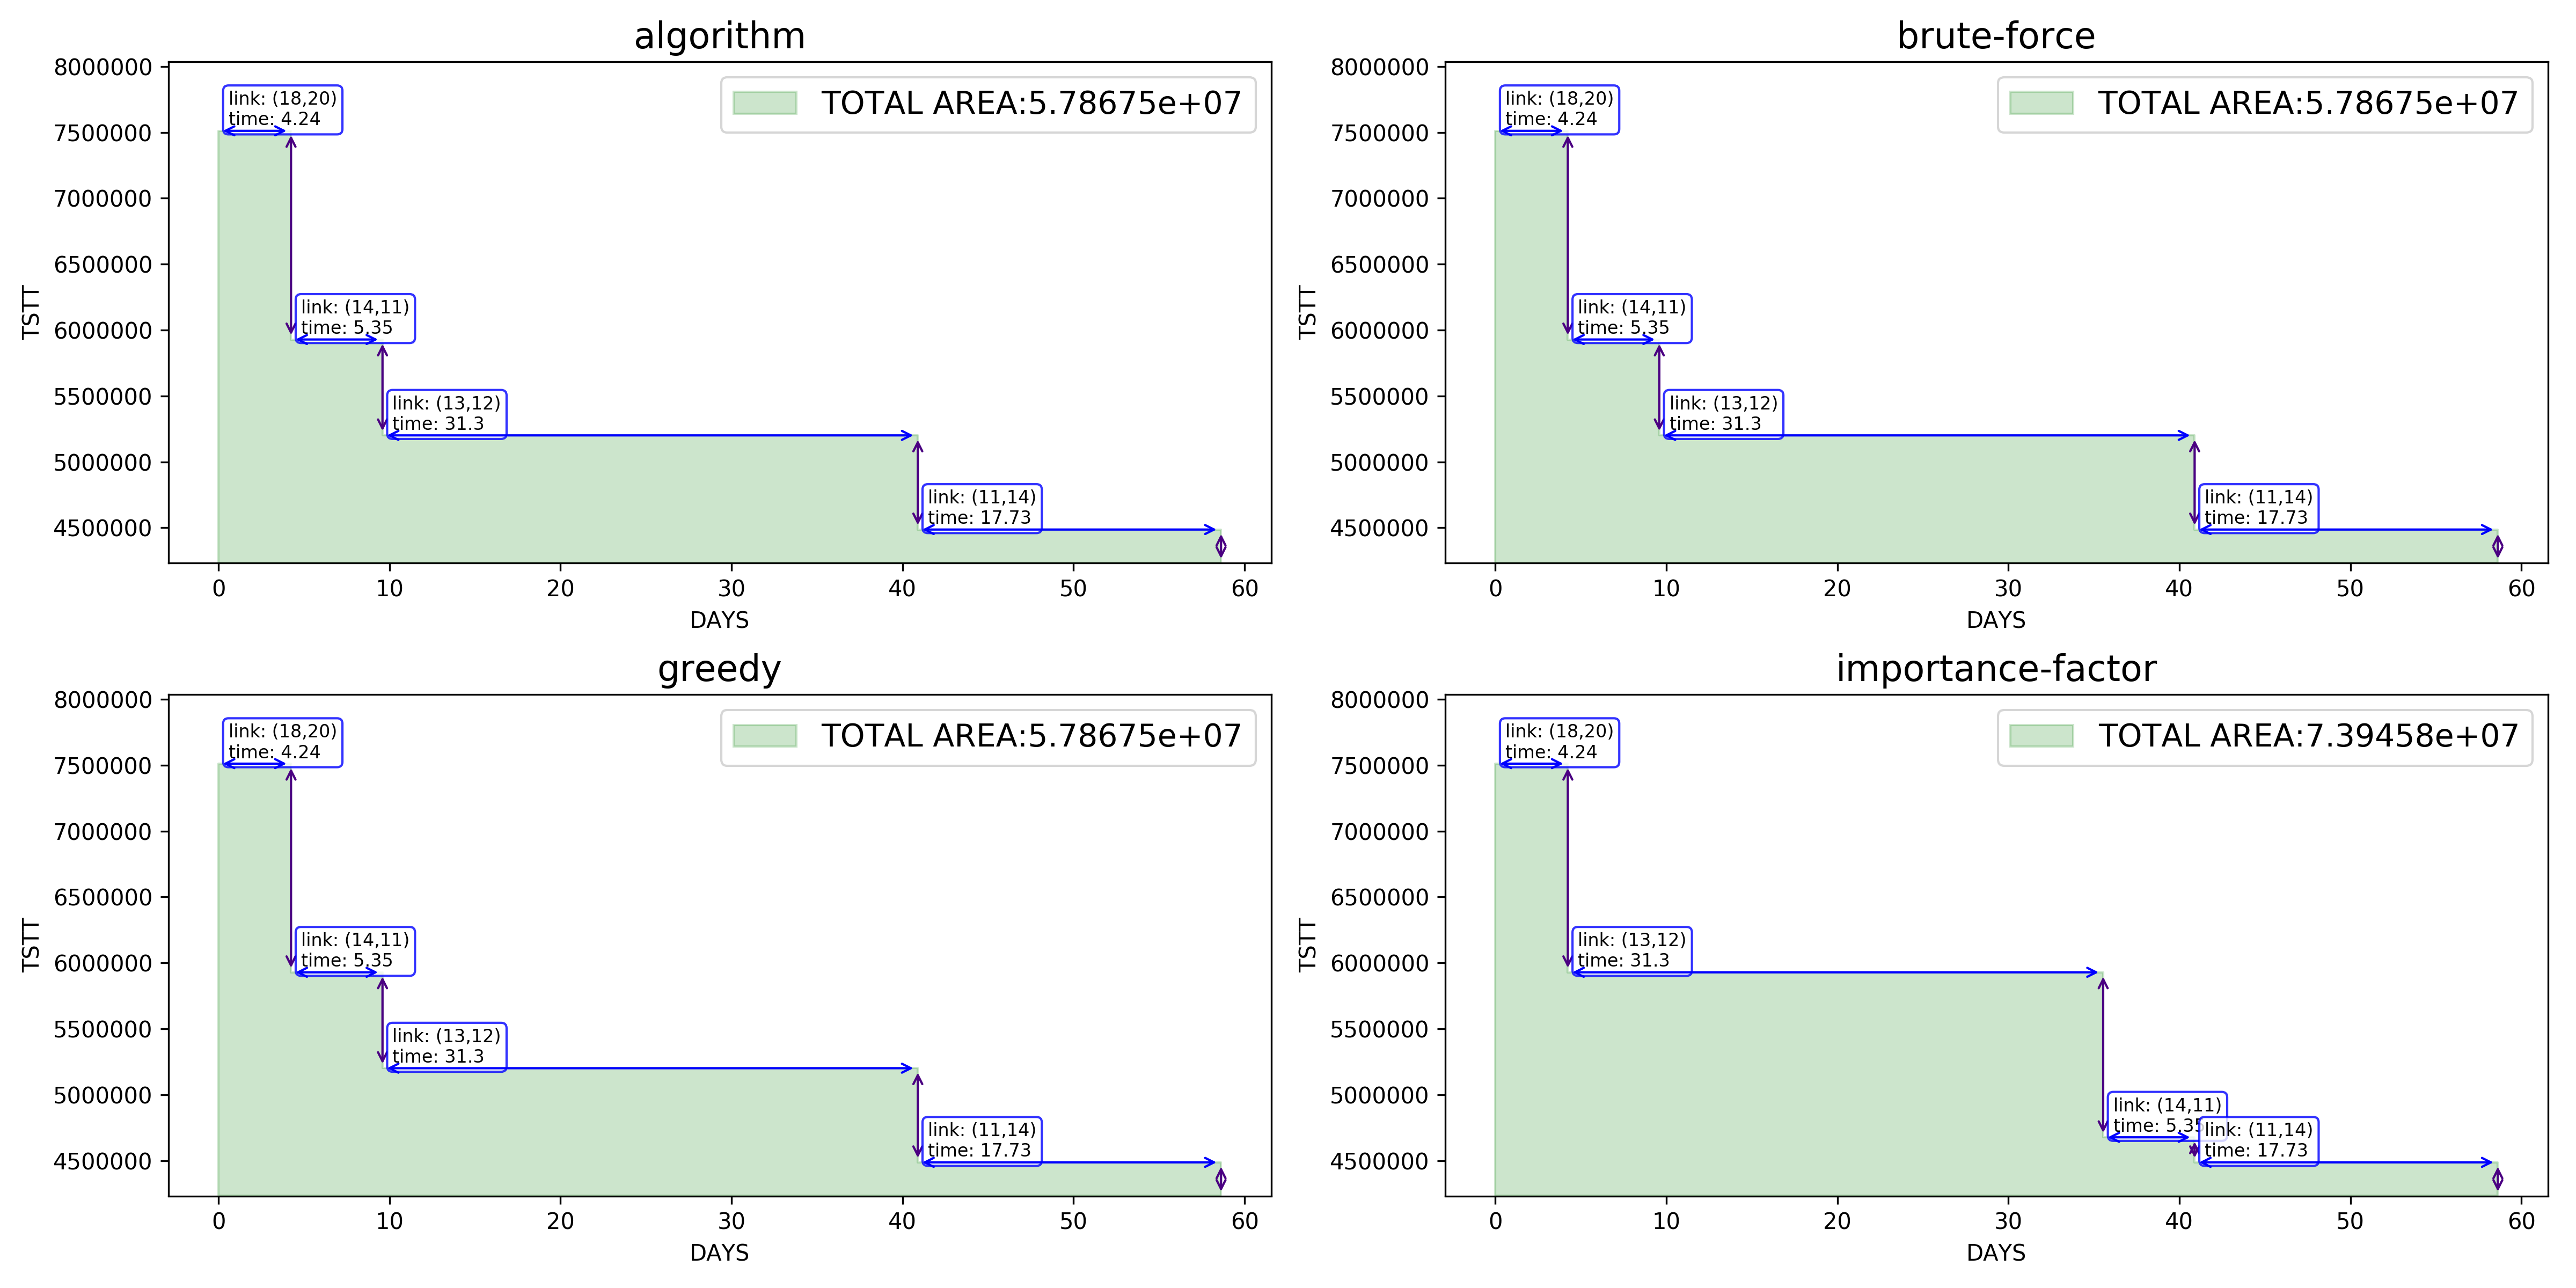 algorithm
TSTT
8000000
7500000
7000000
6500000
6000000
5500000
5000000
4500000
TOTAL AREA:5.78675e+07
link: (18,20)
time: 4.24
link: (14,11)
time: 5.35
link: (13,12)
time: 31.3
link: (11,14)
time: 17.73
0 10 20 30 40 50 60
DAYS
brute-force
TSTT
8000000
7500000
7000000
6500000
6000000
5500000
5000000
4500000
TOTAL AREA:5.78675e+07
link: (18,20)
time: 4.24
link: (14,11)
time: 5.35
link: (13,12)
time: 31.3
link: (11,14)
time: 17.73
0 10 20 30 40 50 60
DAYS
greedy
TSTT
8000000
7500000
7000000
6500000
6000000
5500000
5000000
4500000
TOTAL AREA:5.78675e+07
link: (18,20)
time: 4.24
link: (14,11)
time: 5.35
link: (13,12)
time: 31.3
link: (11,14)
time: 17.73
0 10 20 30 40 50 60
DAYS
importance-factor
TSTT
8000000
7500000
7000000
6500000
6000000
5500000
5000000
4500000
TOTAL AREA:7.39458e+07
link: (18,20)
time: 4.24
link: (13,12)
time: 31.3
link: (14,11)
time: 5.35
link: (11,14)
time: 17.73
0 10 20 30 40 50 60
DAYS